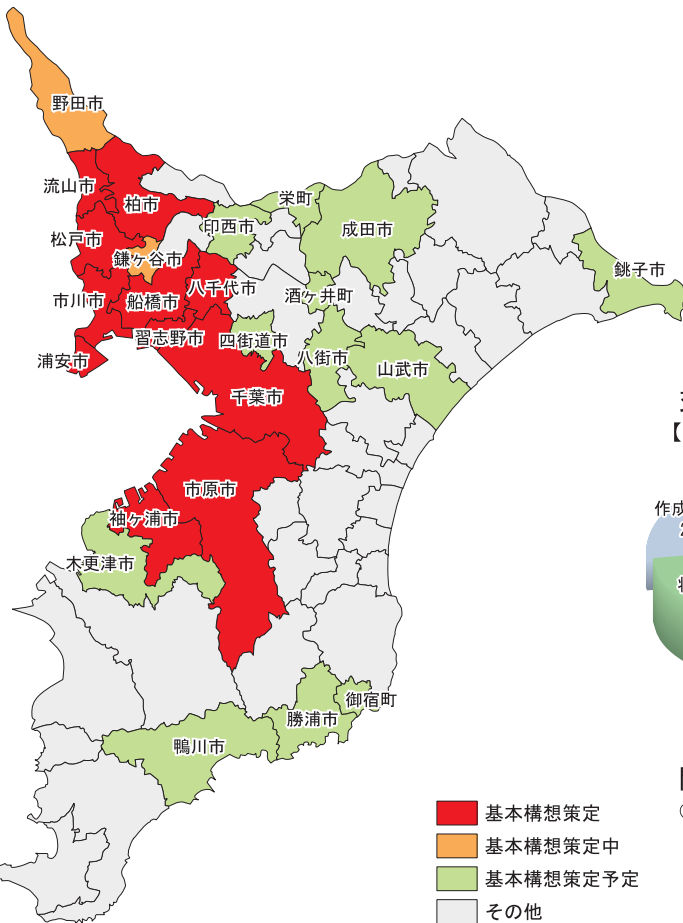 野田市
流山市
柏市
栄町
印西市
成田市
松戸市
鎌ヶ谷市
銚子市
市川市
船橋市
八千代市
酒ヶ井町
習志野市
四街道市
浦安市
八街市
山武市
千葉市
【
市原市
作成
袖ヶ浦市
木更津市
御宿町
勝浦市
鴨川市
基本構想策定
基本構想策定中
基本構想策定予定
その他